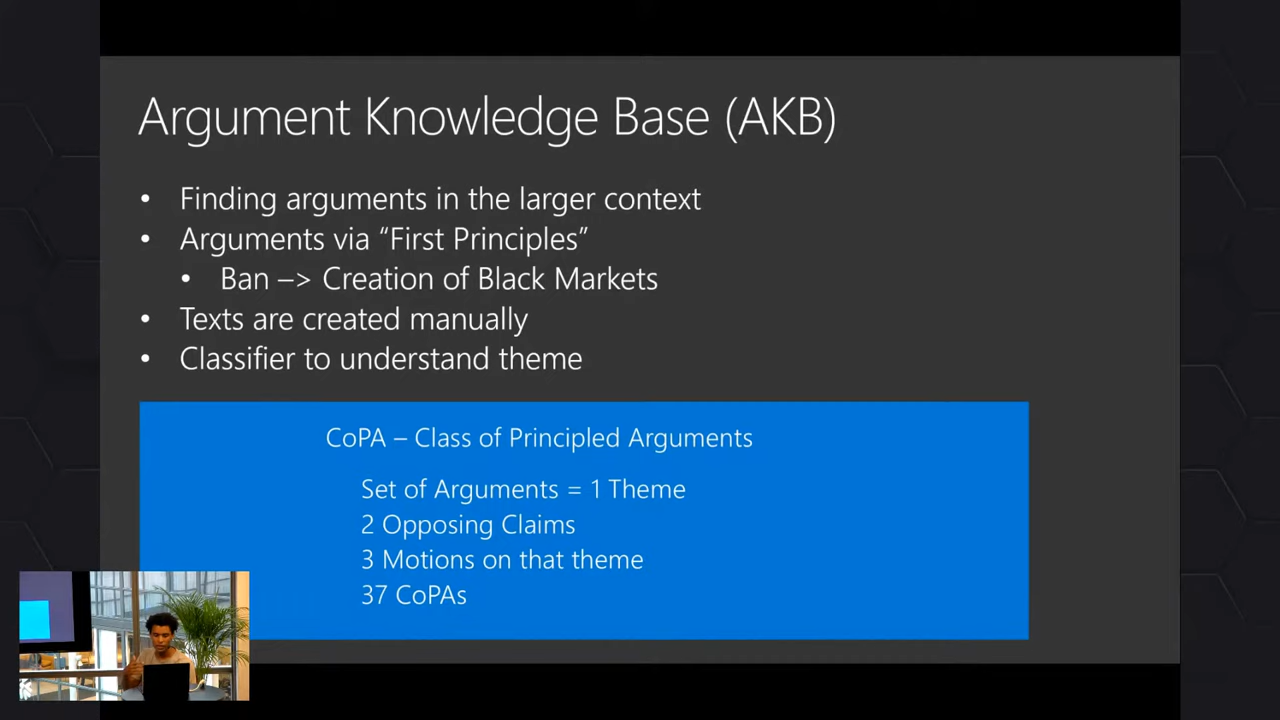 Argument Knowledge Base (AKB)
• Finding arguments in the larger context
• Arguments via “First Principles”
• Ban –> Creation of Black Markets
• Texts are created manually
• Classifier to understand theme
CoPA – Class of Principled Arguments
Set of Arguments = 1 Theme
2 Opposing Claims
3 Motions on that theme
37 CoPAs